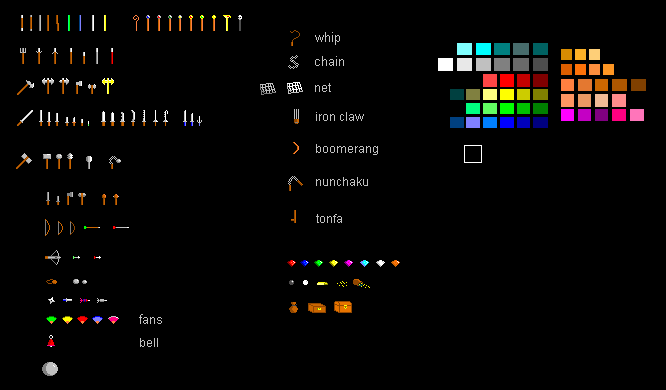 whip
chain
net
iron claw
boomerang
nunchaku
tonfa
fans
bell